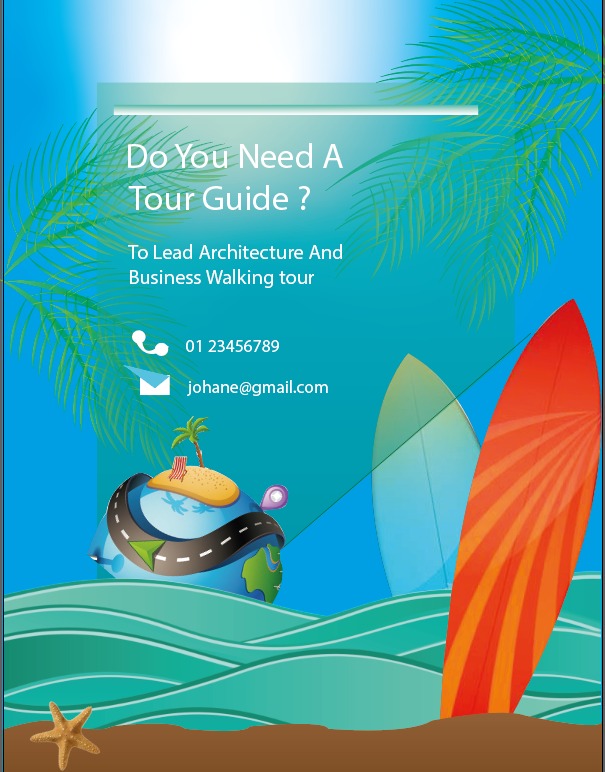 Do You Need A
Tour Guide ?
To Lead Architecture And
Business Walking tour
01 23456789
johane@gmail.com